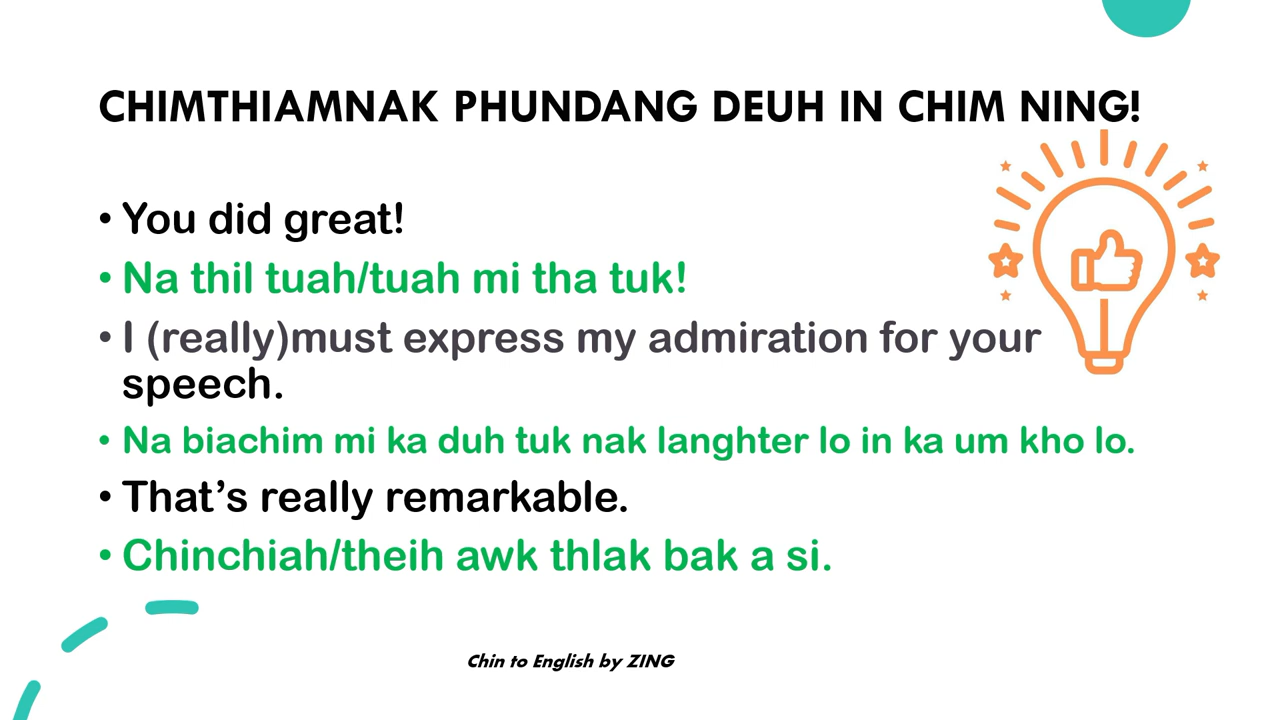 CHIMTHIAMNAK PHUNDANG DEUH IN CHIM NING!
• You did great!
• Na thil tuah/tuah mi tha tuk!
• I (really)must express my admiration for your
speech.
• Na biachim mi ka duh tuk nak langhter lo in ka um kho lo.
• That’s really remarkable.
• Chinchiah/theih awk thlak bak a si.
Chin to English by ZING